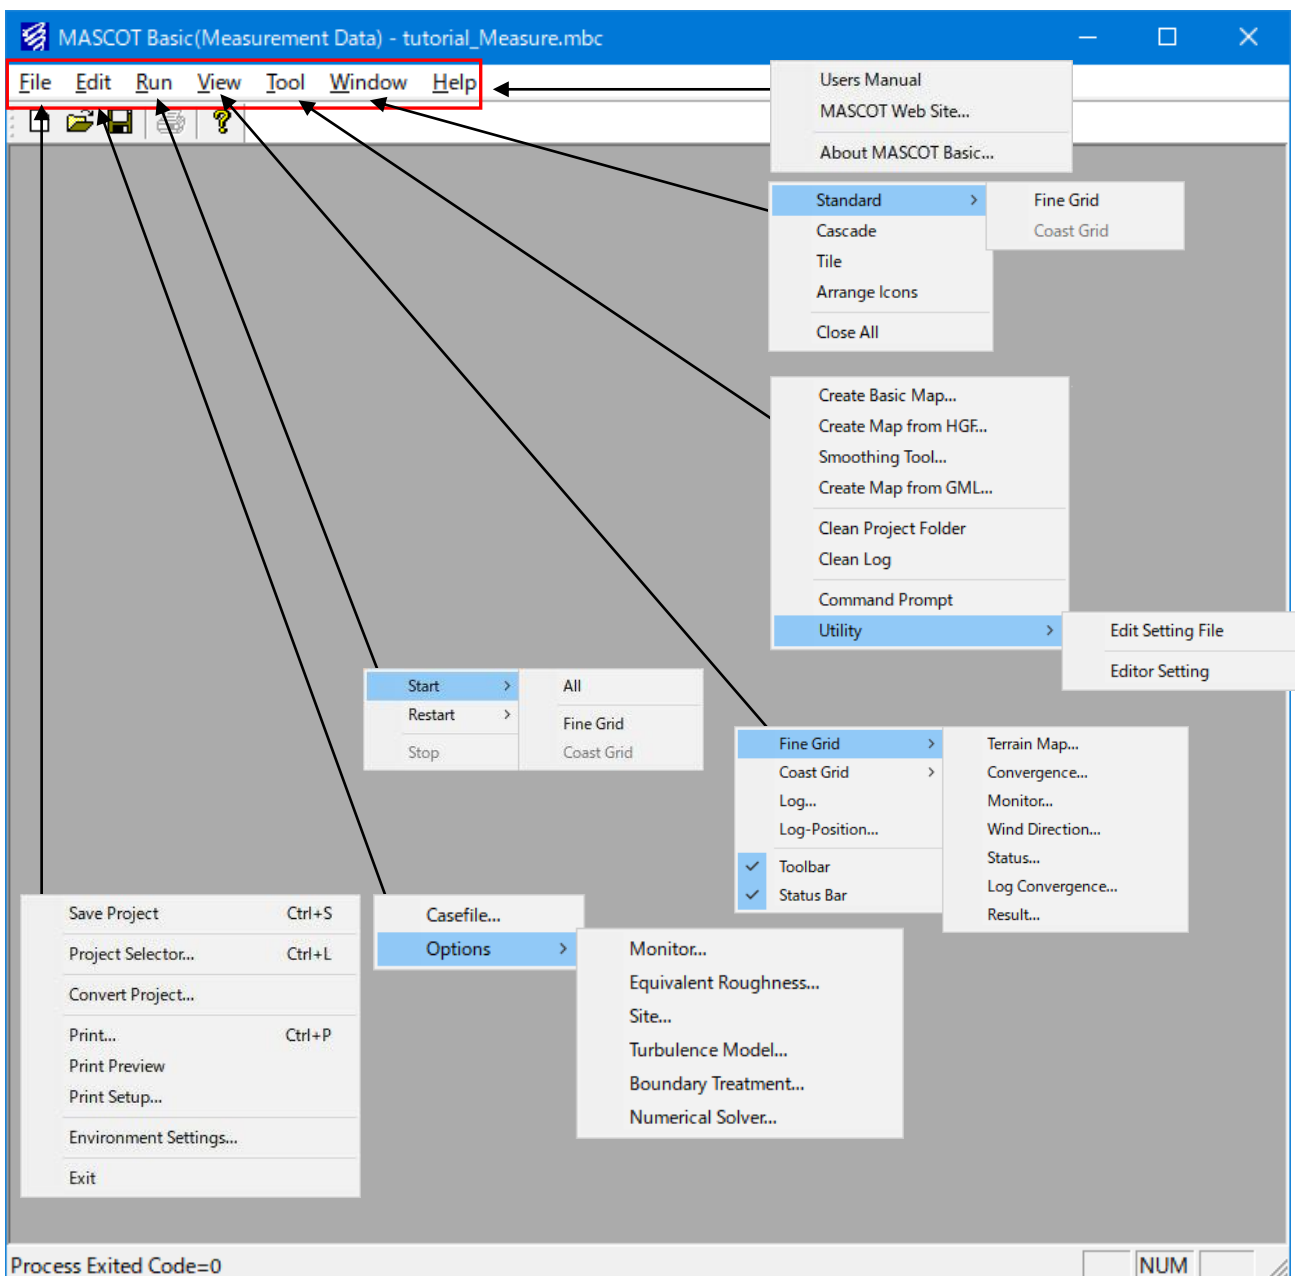 MASCOT Basic(Measurement Data) - tutorial_Measure.mbc
File Edit Run View Tool Window Help
Users Manual
MASCOT Web Site...
About MASCOT Basic...
Standard
Cascade
Tile
Arrange Icons
Close All
Fine Grid
Coast Grid
Create Basic Map...
Create Map from HGF...
Smoothing Tool...
Create Map from GML...
Clean Project Folder
Clean Log
Command Prompt
Utility
Edit Setting File
Editor Setting
Start
Restart
Stop
All
Fine Grid
Coast Grid
Fine Grid
Coast Grid
Log...
Log-Position...
Toolbar
Status Bar
Terrain Map...
Convergence...
Monitor...
Wind Direction...
Status...
Log Convergence...
Result...
Save Project Ctrl+S
Project Selector... Ctrl+L
Convert Project...
Print... Ctrl+P
Print Preview
Print Setup...
Environment Settings...
Exit
Casefile...
Options
Monitor...
Equivalent Roughness...
Site...
Turbulence Model...
Boundary Treatment...
Numerical Solver...
Process Exited Code=0
NUM